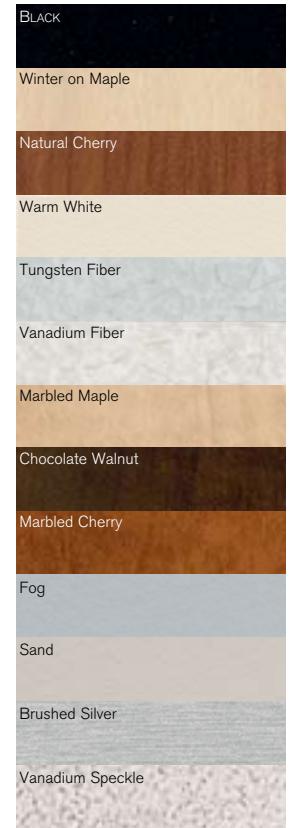 BLACK
Winter on Maple
Natural Cherry
Warm White
Tungsten Fiber
Vanadium Fiber
Marbled Maple
Chocolate Walnut
Marbled Cherry
Fog
Sand
Brushed Silver
Vanadium Speckle